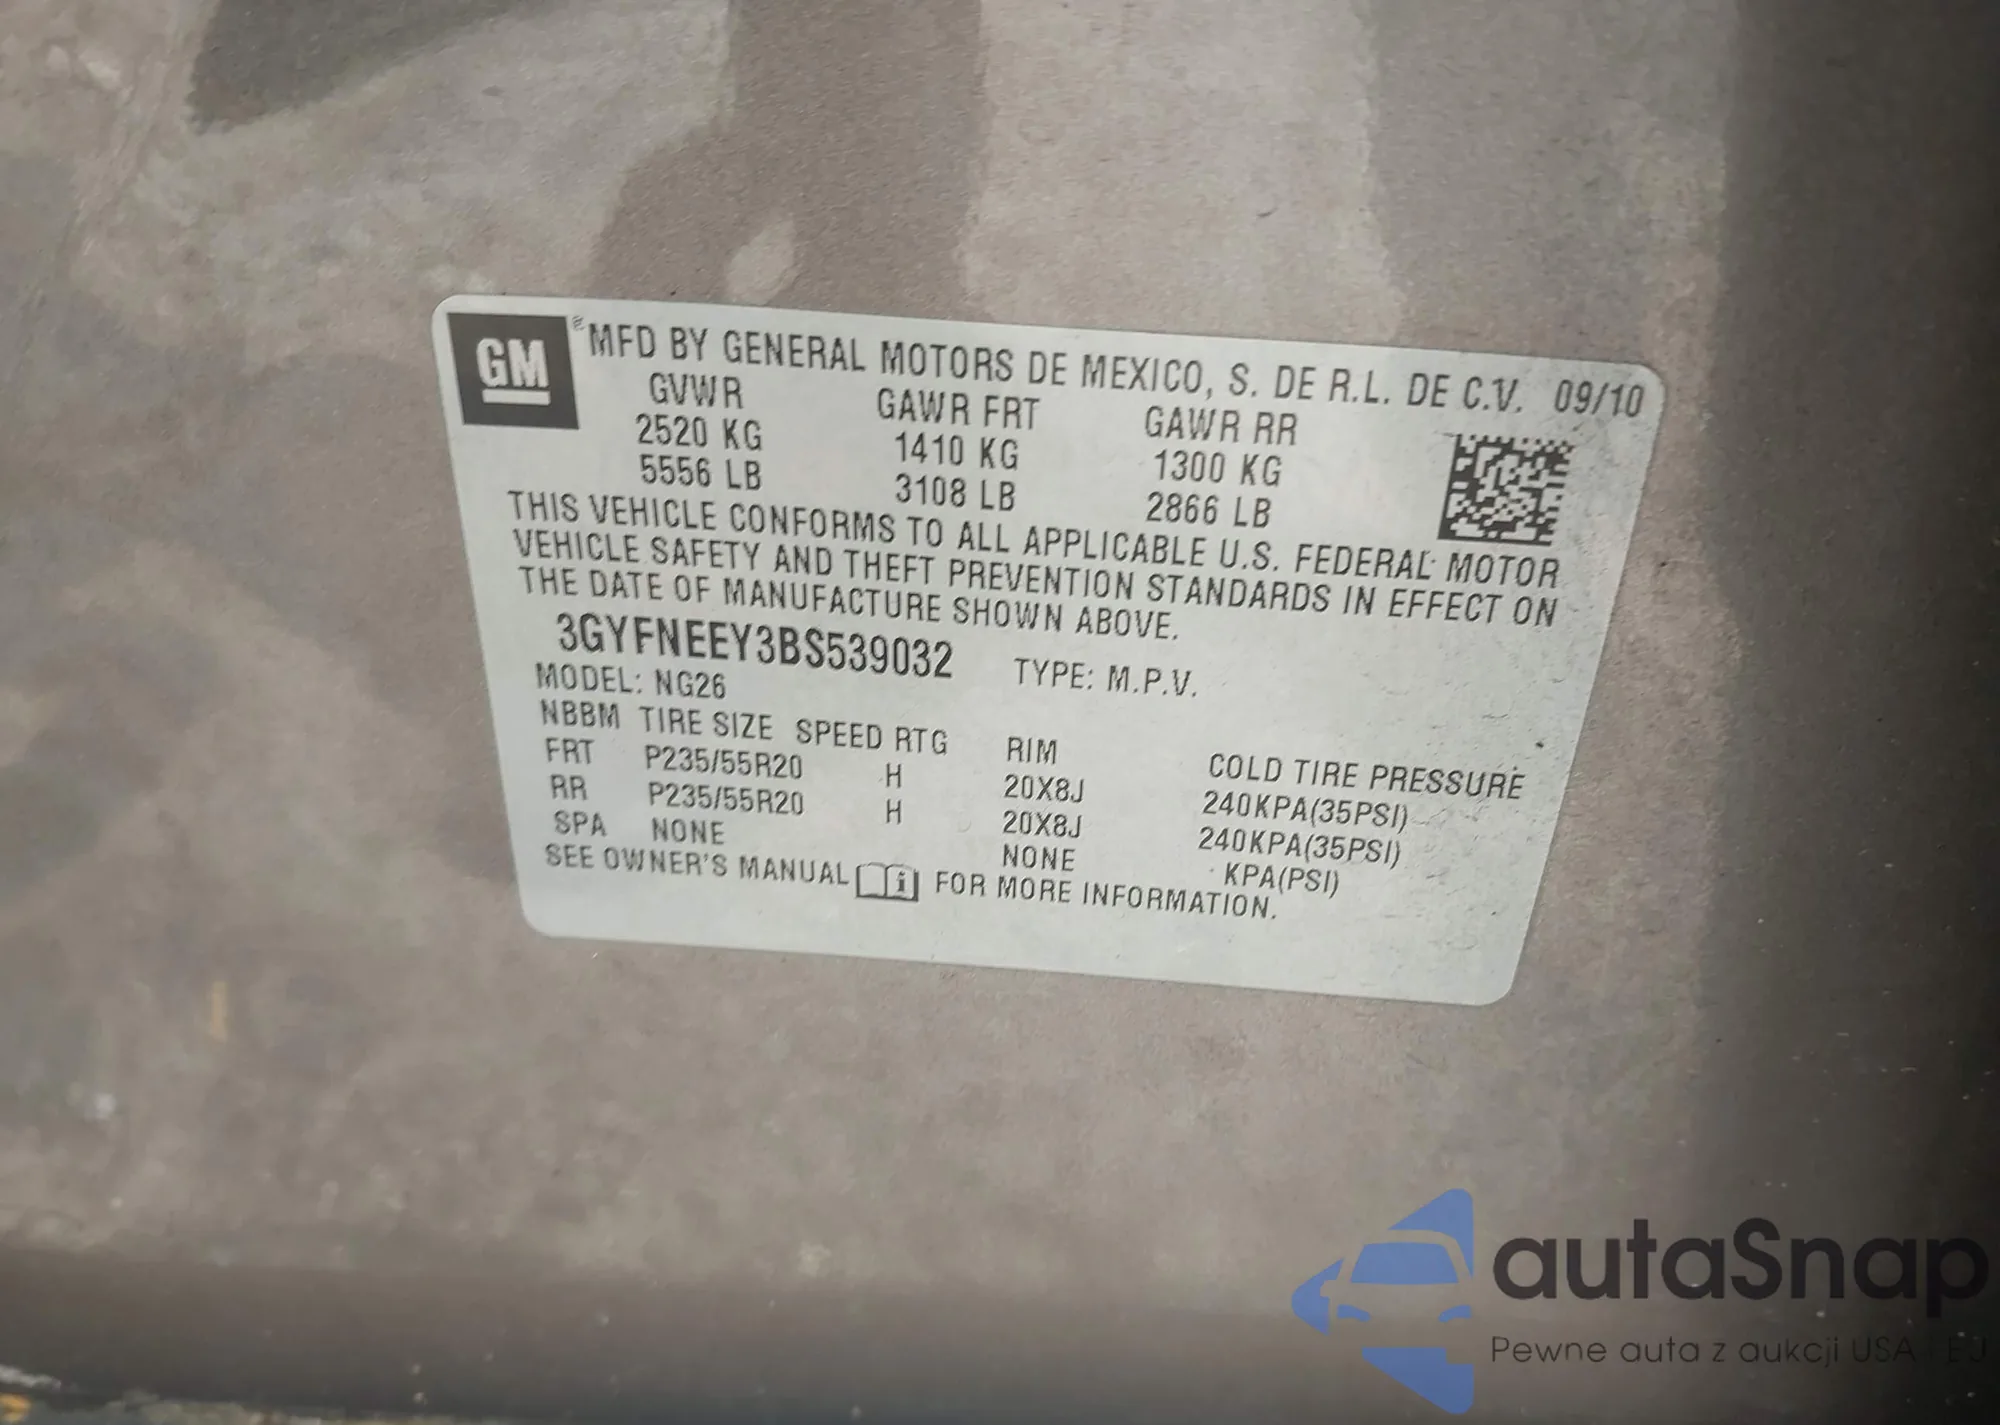 GM ® MFD BY GENERAL MOTORS DE MEXICO, S. DE R.L. DE C.V. 09/10
GVWR GAWR FRT GAWR RR
2520 KG 1410 KG 1300 KG
5556 LB 3108 LB 2866 LB
THIS VEHICLE CONFORMS TO ALL APPLICABLE U.S. FEDERAL MOTOR
VEHICLE SAFETY AND THEFT PREVENTION STANDARDS IN EFFECT ON
THE DATE OF MANUFACTURE SHOWN ABOVE.
3GYFNEEY3BS539032 TYPE: M.P.V.
MODEL: NG26
NBBM TIRE SIZE SPEED RTG RIM COLD TIRE PRESSURE
FRT P235/55R20 H 20X8J 240KPA(35PSI)
RR P235/55R20 H 20X8J 240KPA(35PSI)
SPA NONE NONE KPA(PSI)
SEE OWNER'S MANUAL i FOR MORE INFORMATION.
autaSnap
Pewne auta z aukcji USA i EU